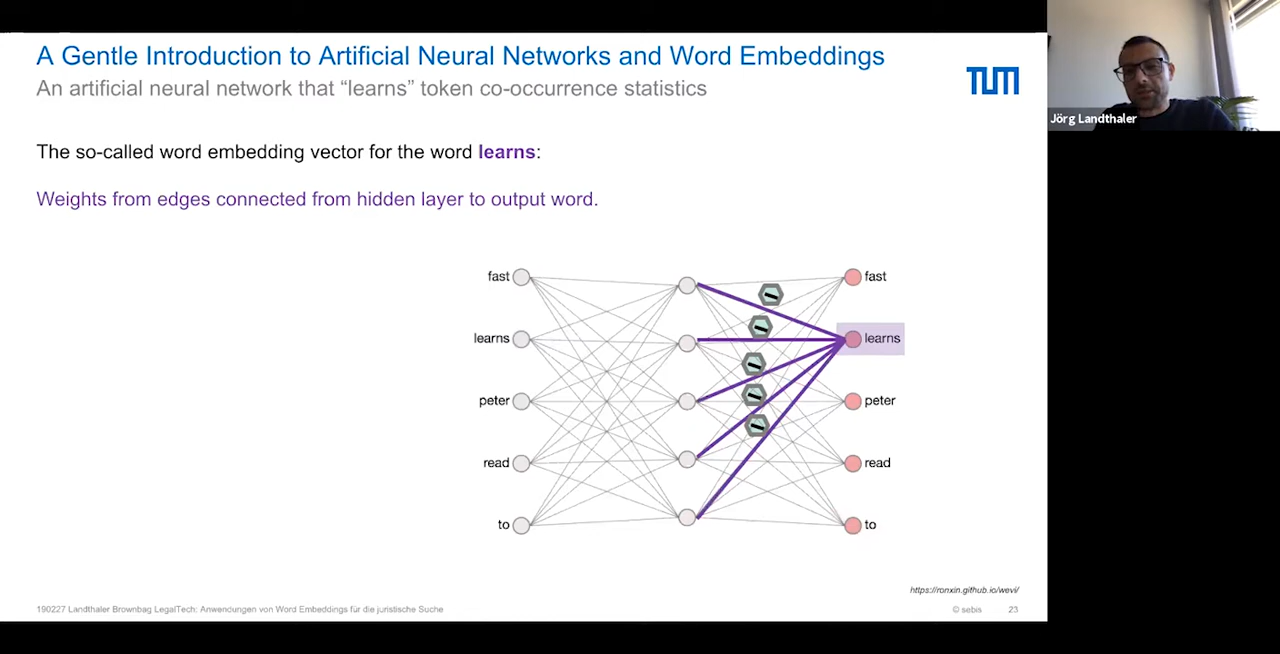 A Gentle Introduction to Artificial Neural Networks and Word Embeddings
An artificial neural network that “learns” token co-occurrence statistics
TUM
Jörg Landthaler
The so-called word embedding vector for the word learns:
Weights from edges connected from hidden layer to output word.
fast
fast
learns
learns
peter
peter
read
read
to
to
https://ronxin.github.io/wevi/
190227 Landthaler Brownbag LegalTech: Anwendungen von Word Embeddings für die juristische Suche
© sebis
23